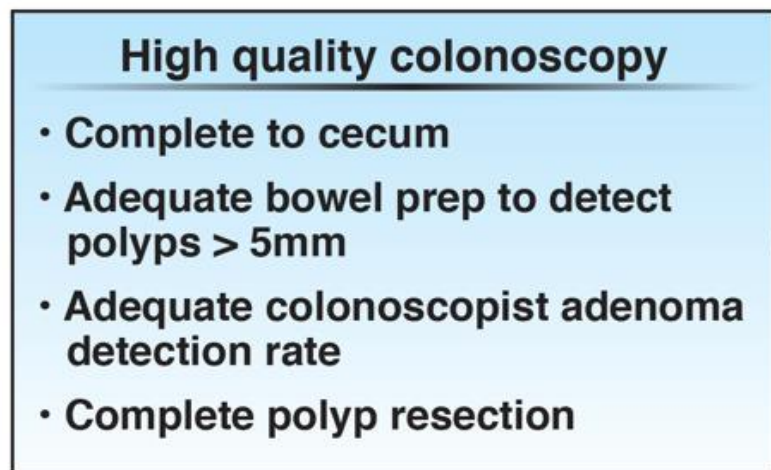 High quality colonoscopy
• Complete to cecum
• Adequate bowel prep to detect
polyps > 5mm
• Adequate colonoscopist adenoma
detection rate
• Complete polyp resection